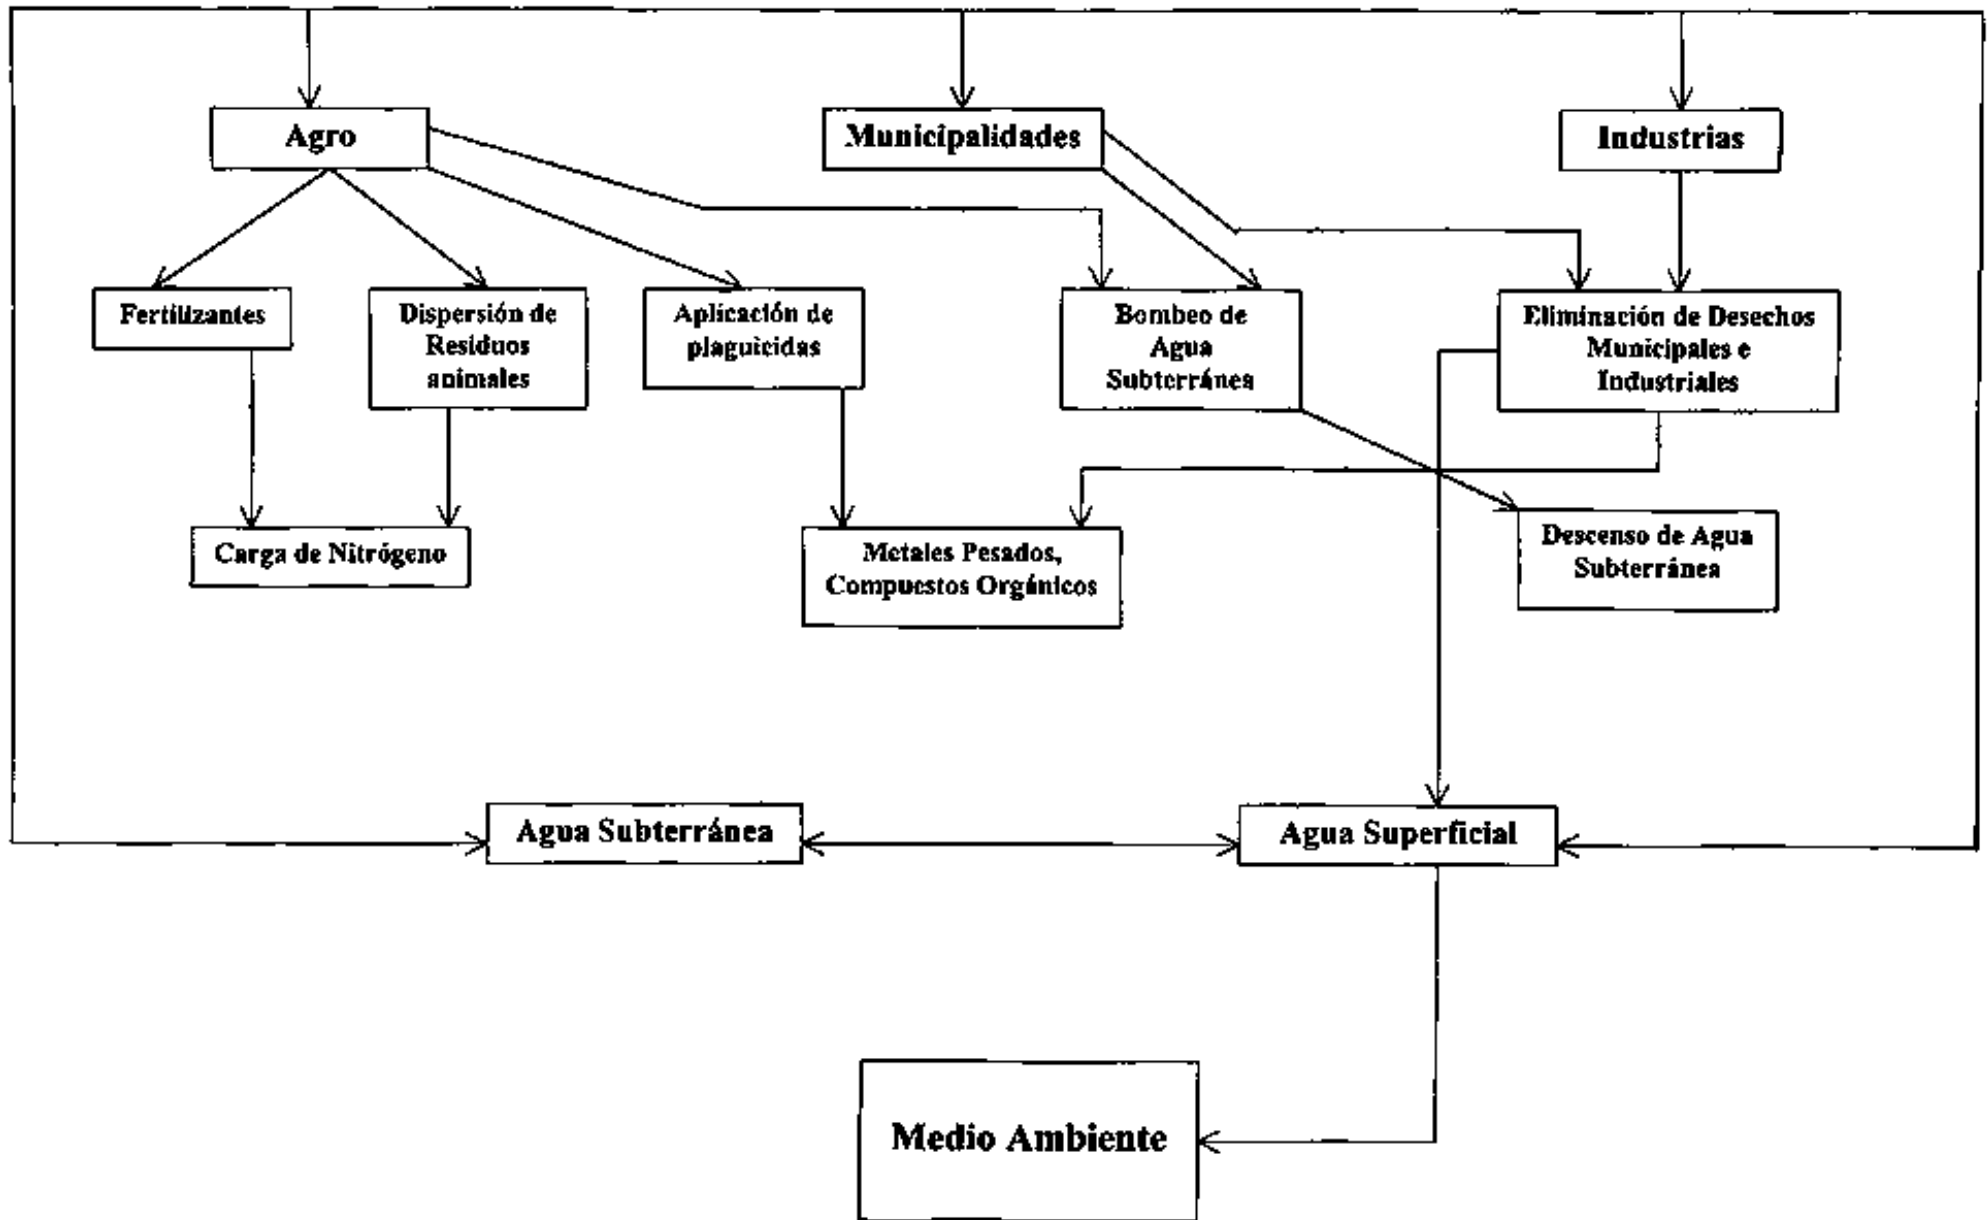 Agro
Municipalidades
Industrias
Fertilizantes
Dispersión de
Residuos
animales
Aplicación de
plaguicidas
Bombeo de
Agua
Subterránea
Eliminación de Desechos
Municipales e
Industriales
Carga de Nitrógeno
Metales Pesados,
Compuestos Orgánicos
Descenso de Agua
Subterránea
Agua Subterránea
Agua Superficial
Medio Ambiente